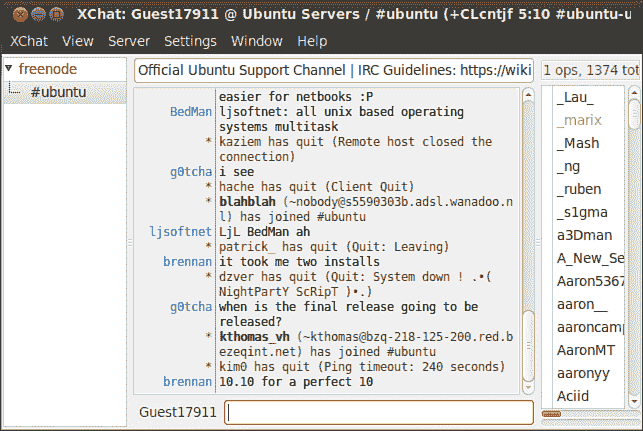 XChat: Guest17911 @ Ubuntu Servers / #ubuntu (+CLcntjf 5:10 #ubuntu-u
XChat View Server Settings Window Help
freenode
#ubuntu
Official Ubuntu Support Channel | IRC Guidelines: https://wiki
1 ops, 1374 tot
easier for netbooks :P
BedMan ljsoftnet: all unix based operating
systems multitask
* kaziem has quit (Remote host closed the
connection)
g0tcha i see
* hache has quit (Client Quit)
* blahblah (~nobody@s5590303b.adsl.wanadoo.n
l) has joined #ubuntu
ljsoftnet LjL BedMan ah
* patrick_ has quit (Quit: Leaving)
brennan it took me two installs
* dzver has quit (Quit: System down ! .•(
NightPartY ScRipT )•.)
g0tcha when is the final release going to be
released?
* kthomas_vh (~kthomas@bzq-218-125-200.red.b
ezeqint.net) has joined #ubuntu
* kim0 has quit (Ping timeout: 240 seconds)
brennan 10.10 for a perfect 10
Guest17911
_Lau_
_marix
_Mash
_ng
_ruben
_s1gma
a3Dman
A_New_Se
Aaron5367
aaron__
aaroncamp
AaronMT
aaronyy
Aciid